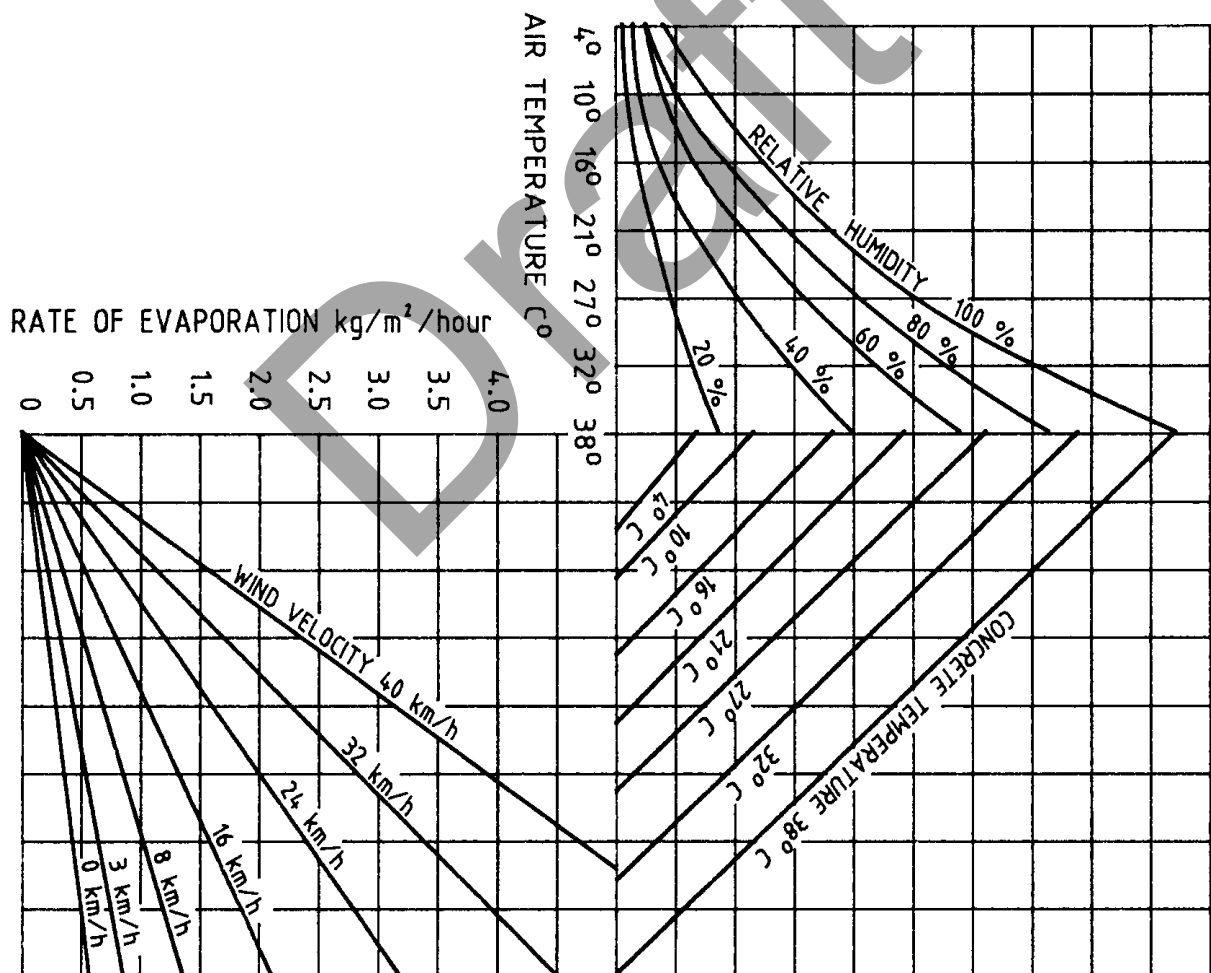 Draft
AIR TEMPERATURE C°
4° 10° 16° 21° 27° 32° 38°
RELATIVE HUMIDITY 100 %
80 %
60 %
40 %
20 %
RATE OF EVAPORATION kg/m²/hour
0 0.5 1.0 1.5 2.0 2.5 3.0 3.5 4.0
4° C
10° C
16° C
21° C
27° C
32° C
CONCRETE TEMPERATURE 38° C
WIND VELOCITY 40 km/h
32 km/h
24 km/h
16 km/h
8 km/h
3 km/h
0 km/h